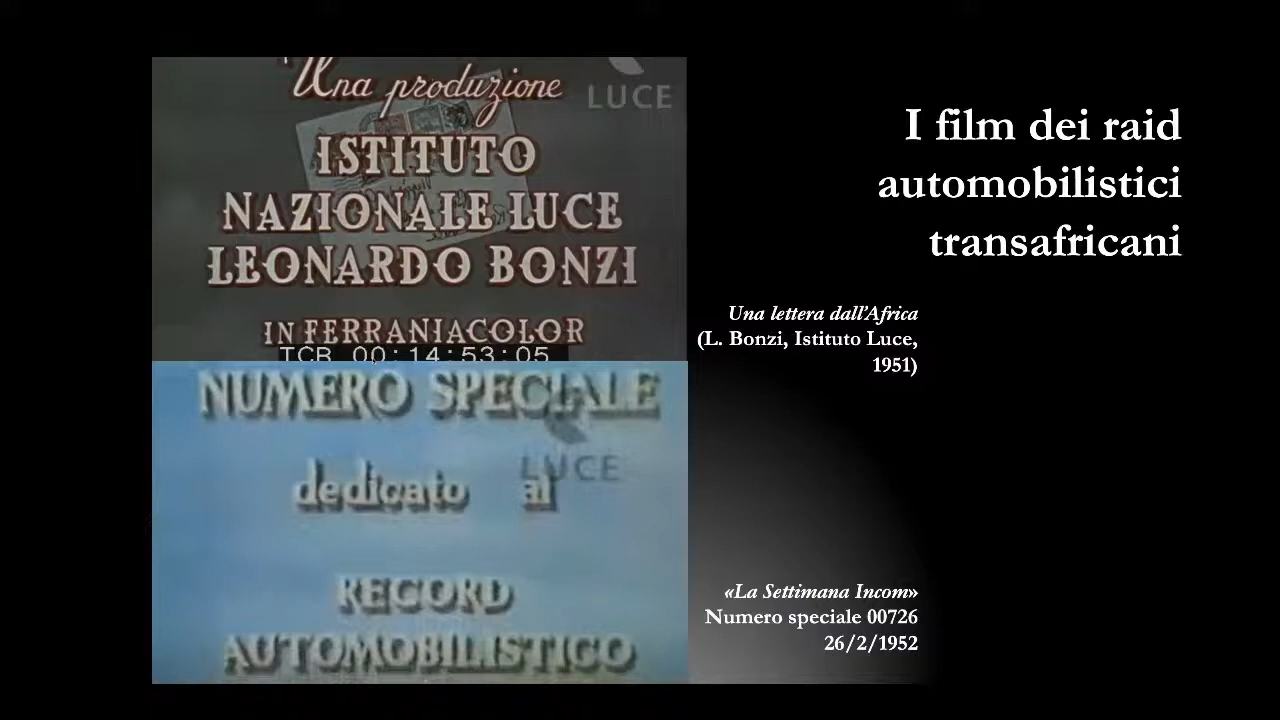 Una produzione
LUCE
ISTITUTO
NAZIONALE LUCE
LEONARDO BONZI
IN FERRANIACOLOR
TCR 00:14:53:05
NUMERO SPECIALE
LUCE
dedicato al
RECORD
AUTOMOBILISTICO
I film dei raid
automobilistici
transafricani
Una lettera dall'Africa
(L. Bonzi, Istituto Luce,
1951)
«La Settimana Incom»
Numero speciale 00726
26/2/1952